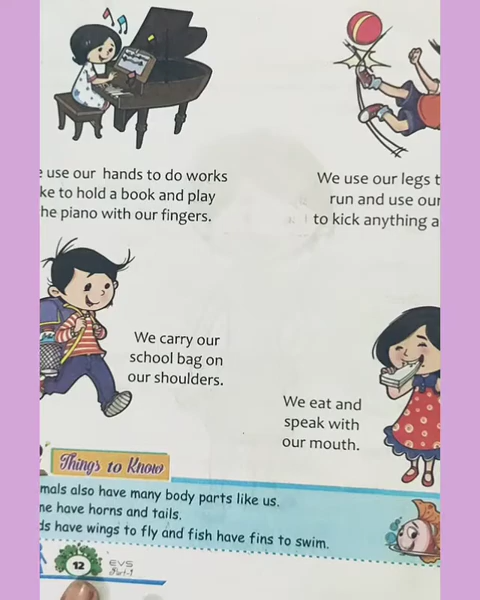 use our hands to do works
ke to hold a book and play
he piano with our fingers.
We use our legs t
run and use our
to kick anything a
We carry our
school bag on
our shoulders.
We eat and
speak with
our mouth.
Things to Know
mals also have many body parts like us.
ne have horns and tails.
ds have wings to fly and fish have fins to swim.
12
EVS
Part-1